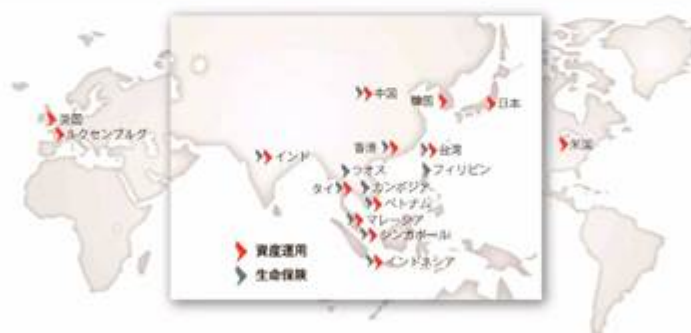 中国
韓国
日本
英国
ルクセンブルグ
香港
台湾
米国
インド
ラオス
フィリピン
タイ
カンボジア
ベトナム
マレーシア
シンガポール
インドネシア
資産運用
生命保険